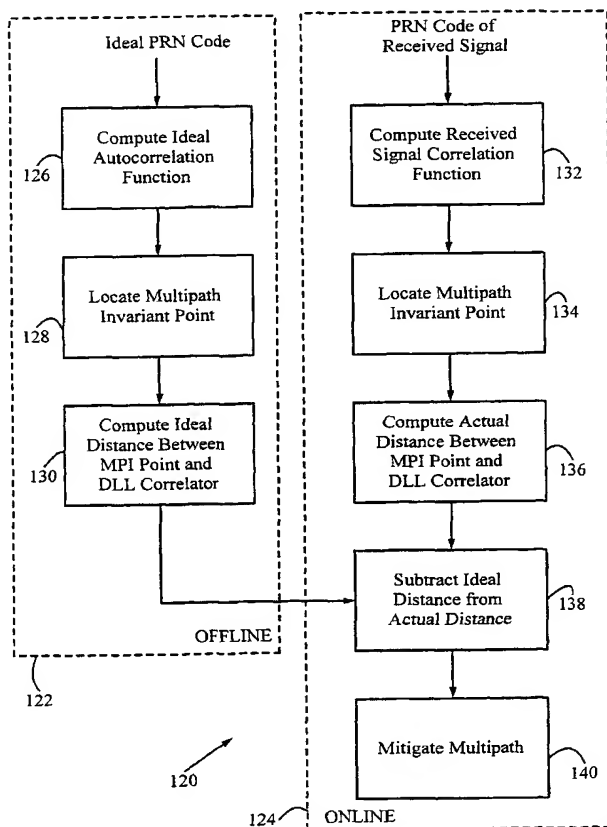 Ideal PRN Code
126
Compute Ideal
Autocorrelation
Function
128
Locate Multipath
Invariant Point
130
Compute Ideal
Distance Between
MPI Point and
DLL Correlator
OFFLINE
122
120
PRN Code of
Received Signal
Compute Received
Signal Correlation
Function
132
Locate Multipath
Invariant Point
134
Compute Actual
Distance Between
MPI Point and
DLL Correlator
136
Subtract Ideal
Distance from
Actual Distance
138
Mitigate Multipath
140
124
ONLINE